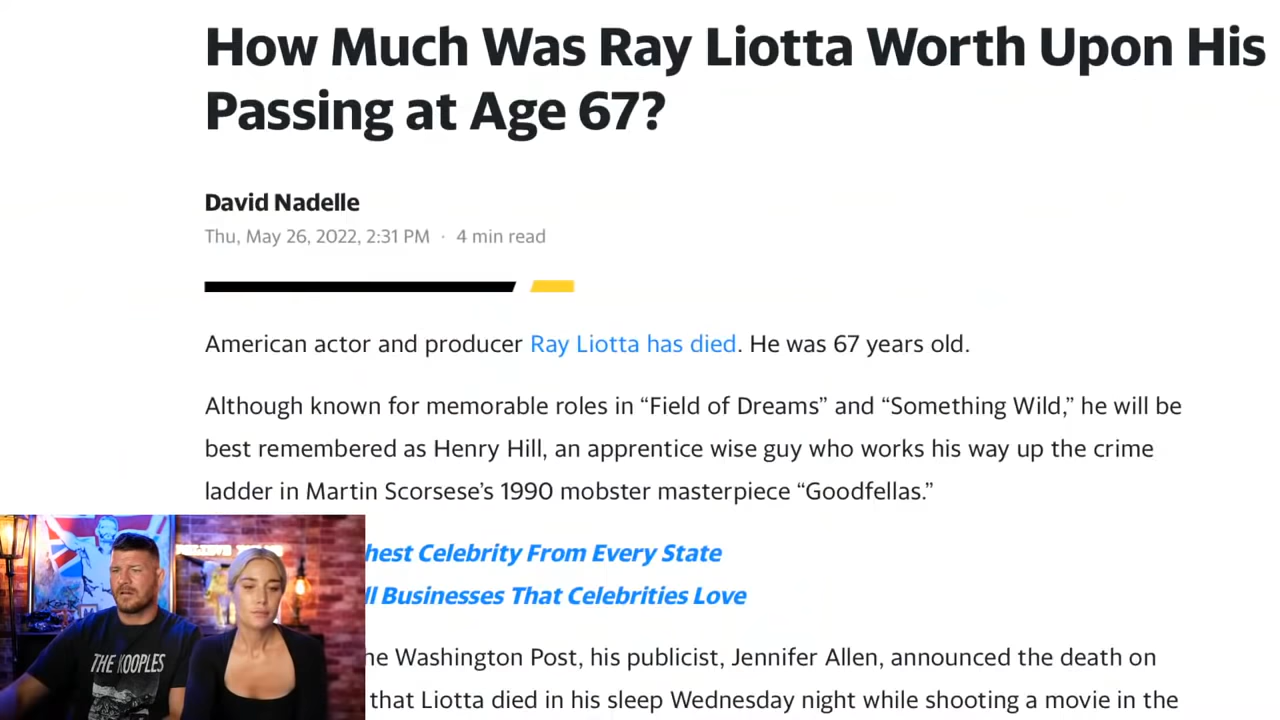 How Much Was Ray Liotta Worth Upon His
Passing at Age 67?
David Nadelle
Thu, May 26, 2022, 2:31 PM · 4 min read
American actor and producer Ray Liotta has died. He was 67 years old.
Although known for memorable roles in “Field of Dreams” and “Something Wild,” he will be
best remembered as Henry Hill, an apprentice wise guy who works his way up the crime
ladder in Martin Scorsese’s 1990 mobster masterpiece “Goodfellas.”
Celebrity From Every State
Businesses That Celebrities Love
Washington Post, his publicist, Jennifer Allen, announced the death on
that Liotta died in his sleep Wednesday night while shooting a movie in the
THE KOOPLES